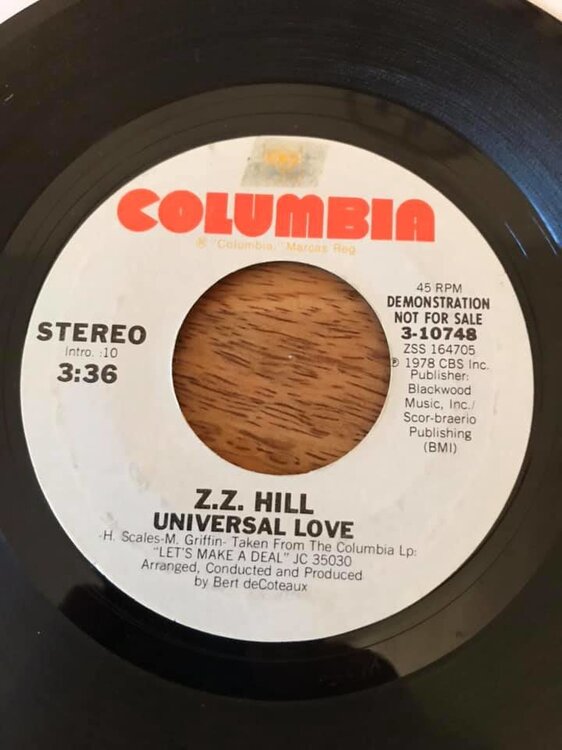 COLUMBIA
® "Columbia," Marcas Reg
45 RPM
DEMONSTRATION
NOT FOR SALE
3-10748
ZSS 164705
℗ 1978 CBS Inc.
Publisher:
Blackwood
Music, Inc./
Scor-braerio
Publishing
(BMI)
STEREO
Intro. :10
3:36
Z.Z. HILL
UNIVERSAL LOVE
-H. Scales-M. Griffin- Taken From The Columbia Lp:
"LET'S MAKE A DEAL" JC 35030
Arranged, Conducted and Produced
by Bert deCoteaux